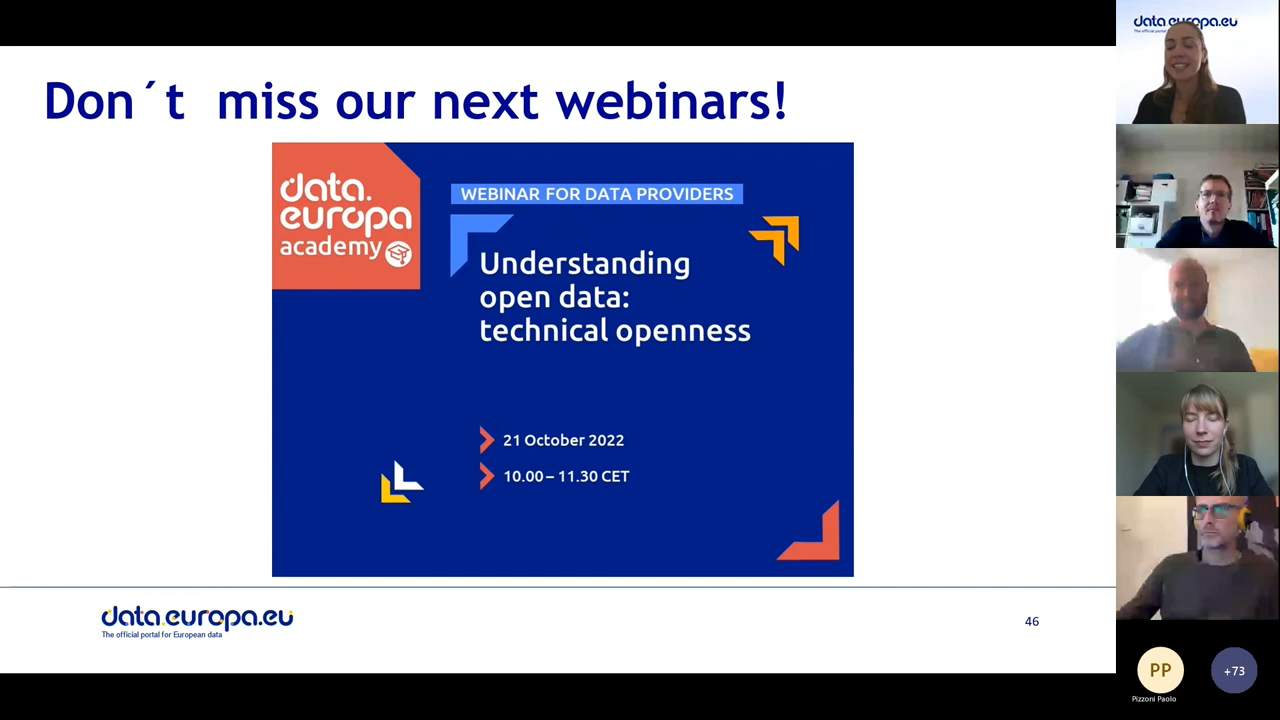 Don´t miss our next webinars!
data.
europa
academy
WEBINAR FOR DATA PROVIDERS
Understanding
open data:
technical openness
21 October 2022
10.00 – 11.30 CET
data.europa.eu
The official portal for European data
46
data.europa.eu
The official
PP
Pizzoni Paolo
+73